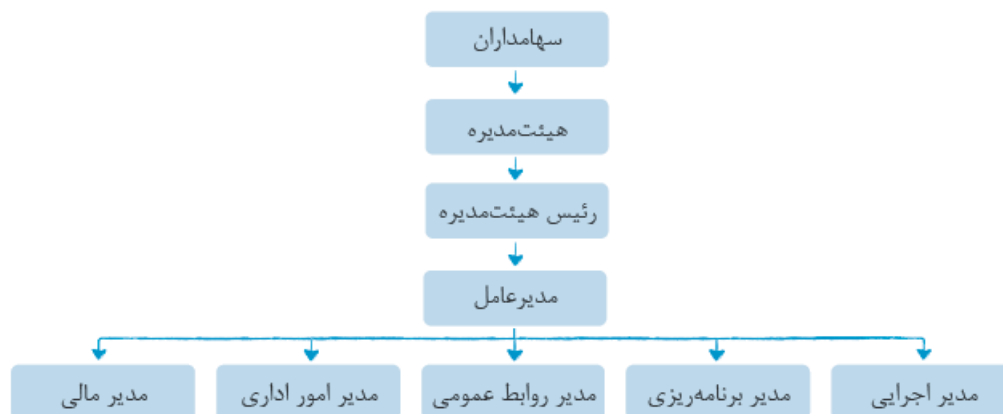 سهامداران
هیئت‌مدیره
رئیس هیئت‌مدیره
مدیرعامل
مدیر اجرایی
مدیر برنامه‌ریزی
مدیر روابط عمومی
مدیر امور اداری
مدیر مالی